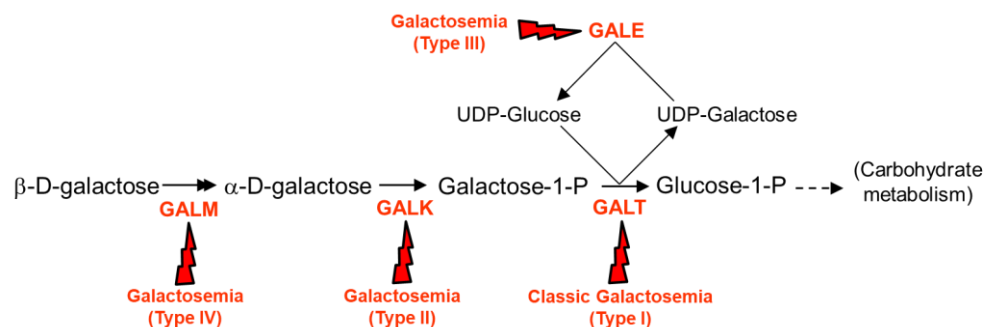 Galactosemia
(Type III)
GALE
UDP-Glucose
UDP-Galactose
β-D-galactose
α-D-galactose
Galactose-1-P
Glucose-1-P
(Carbohydrate
metabolism)
GALM
GALK
GALT
Galactosemia
(Type IV)
Galactosemia
(Type II)
Classic Galactosemia
(Type I)